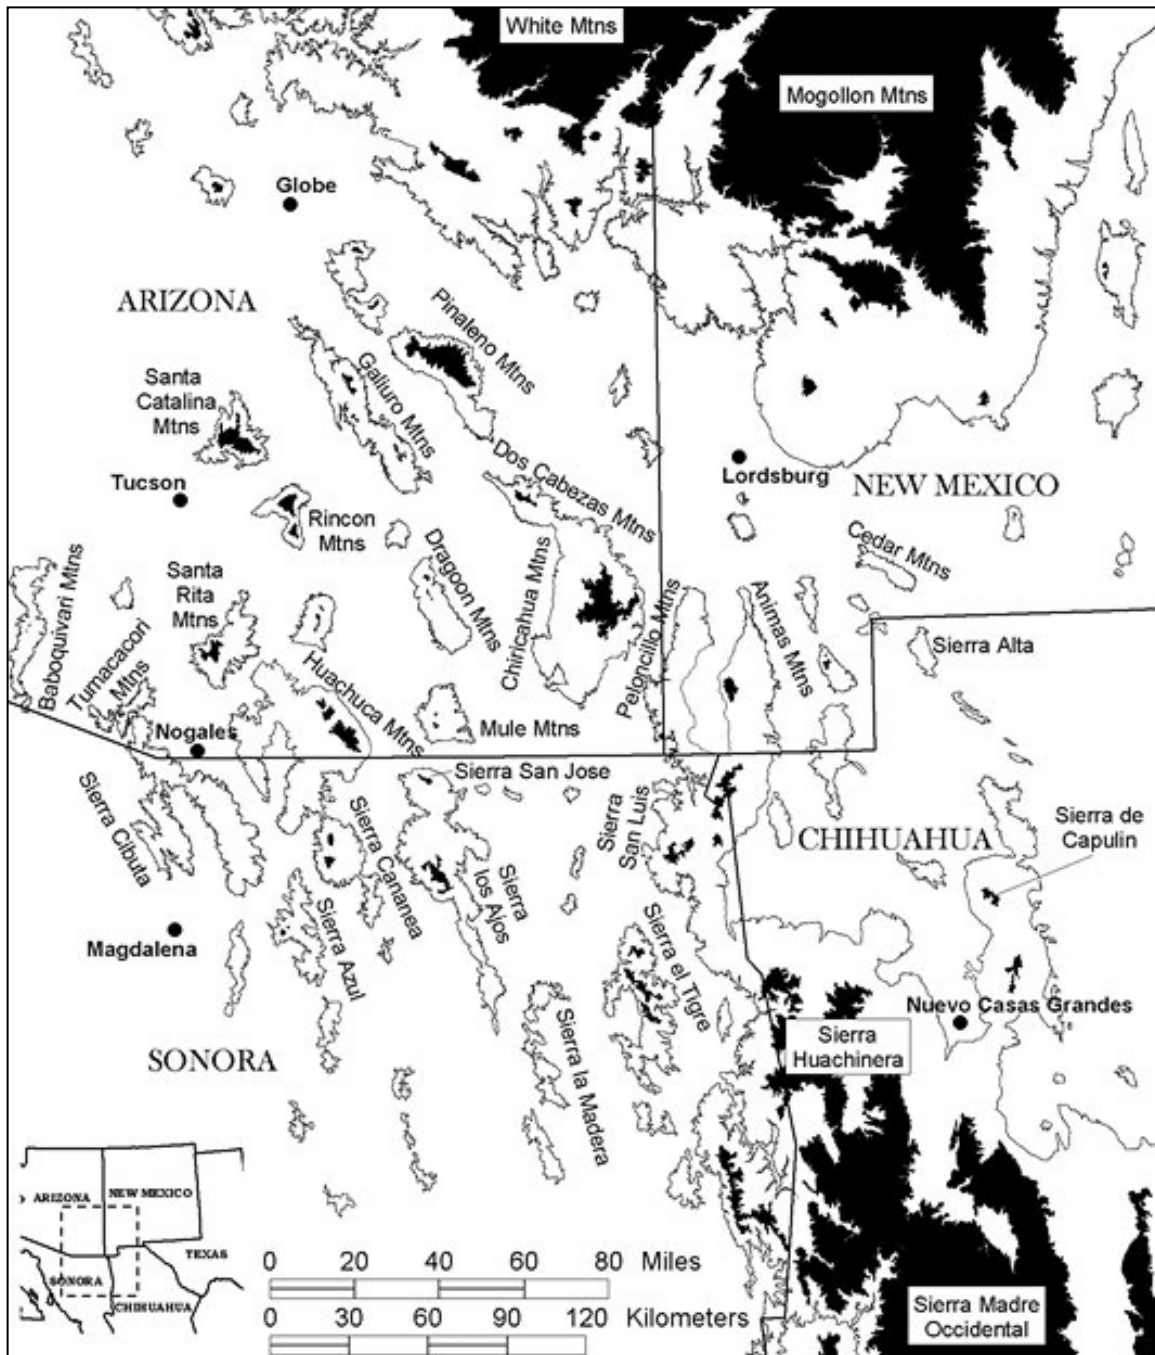 White Mtns
Mogollon Mtns
Globe
ARIZONA
Pinaleno Mtns
Galiuro Mtns
Santa
Catalina
Mtns
Tucson
Rincon
Mtns
Dos Cabezas Mtns
Lordsburg
NEW MEXICO
Cedar Mtns
Dragoon Mtns
Chiricahua Mtns
Peloncillo Mtns
Animas Mtns
Baboquivari Mtns
Tumacacori
Mtns
Santa
Rita
Mtns
Huachuca Mtns
Mule Mtns
Nogales
Sierra Alta
Sierra San Jose
Sierra Cibuta
Sierra Cananea
Sierra
los Ajos
Sierra
San Luis
CHIHUAHUA
Sierra de
Capulin
Magdalena
Sierra Azul
Sierra el Tigre
Sierra la Madera
Nuevo Casas Grandes
Sierra
Huachinera
SONORA
ARIZONA
NEW MEXICO
TEXAS
SONORA
CHIHUAHUA
0 20 40 60 80 Miles
Kilometers
0 30 60 90 120
Sierra Madre
Occidental